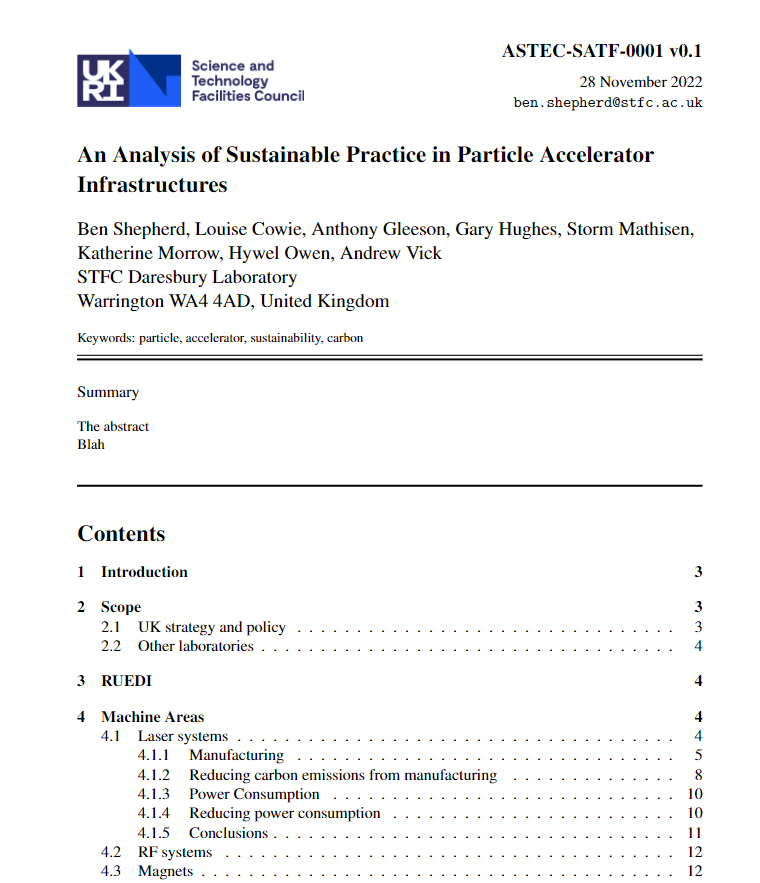 UK
RI
Science and
Technology
Facilities Council
ASTEC-SATF-0001 v0.1
28 November 2022
ben.shepherd@stfc.ac.uk
An Analysis of Sustainable Practice in Particle Accelerator
Infrastructures
Ben Shepherd, Louise Cowie, Anthony Gleeson, Gary Hughes, Storm Mathisen,
Katherine Morrow, Hywel Owen, Andrew Vick
STFC Daresbury Laboratory
Warrington WA4 4AD, United Kingdom
Keywords: particle, accelerator, sustainability, carbon
Summary
The abstract
Blah
Contents
1 Introduction 3
2 Scope 3
2.1 UK strategy and policy . . . . . . . . . . . . . . . . . . . . . . . . . . . . . . . . 3
2.2 Other laboratories . . . . . . . . . . . . . . . . . . . . . . . . . . . . . . . . . . . 4
3 RUEDI 4
4 Machine Areas 4
4.1 Laser systems . . . . . . . . . . . . . . . . . . . . . . . . . . . . . . . . . . . . . 4
4.1.1 Manufacturing . . . . . . . . . . . . . . . . . . . . . . . . . . . . . . . . 5
4.1.2 Reducing carbon emissions from manufacturing . . . . . . . . . . . . . . 8
4.1.3 Power Consumption . . . . . . . . . . . . . . . . . . . . . . . . . . . . . . 10
4.1.4 Reducing power consumption . . . . . . . . . . . . . . . . . . . . . . . . 10
4.1.5 Conclusions . . . . . . . . . . . . . . . . . . . . . . . . . . . . . . . . . . 11
4.2 RF systems . . . . . . . . . . . . . . . . . . . . . . . . . . . . . . . . . . . . . . 12
4.3 Magnets . . . . . . . . . . . . . . . . . . . . . . . . . . . . . . . . . . . . . . . . 12